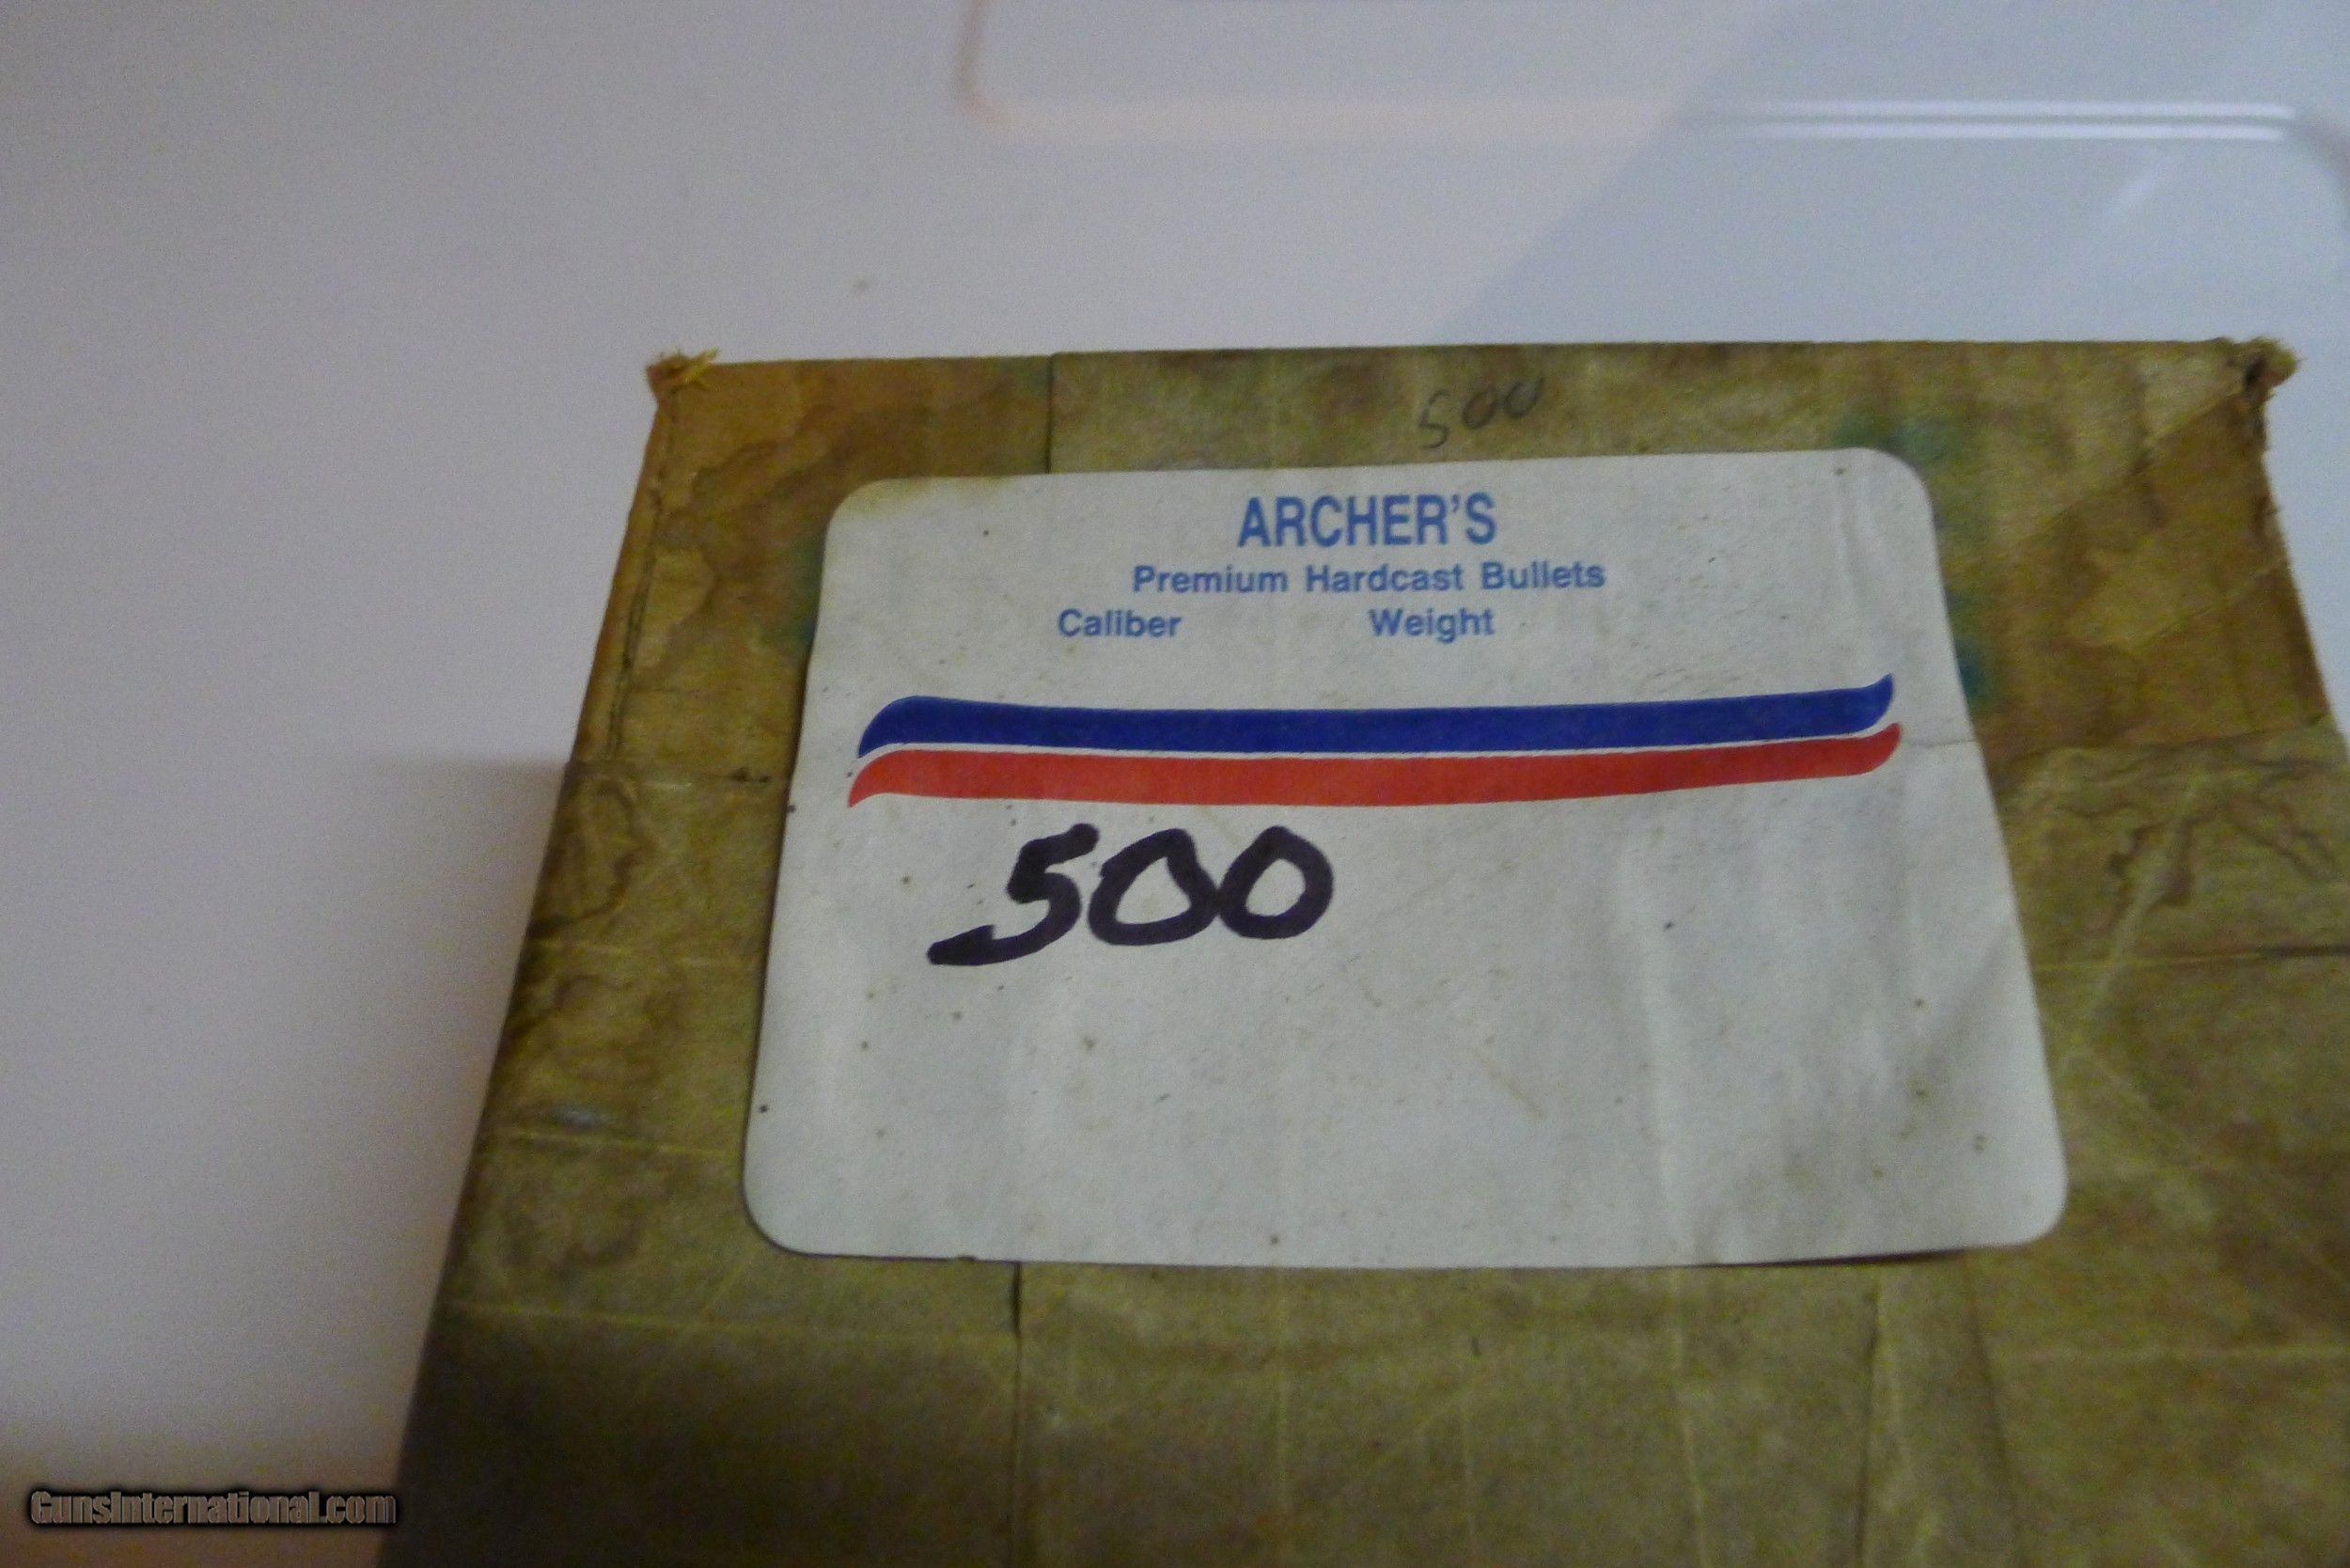 500
ARCHER'S
Premium Hardcast Bullets
Caliber Weight
500
GunsInternational.com